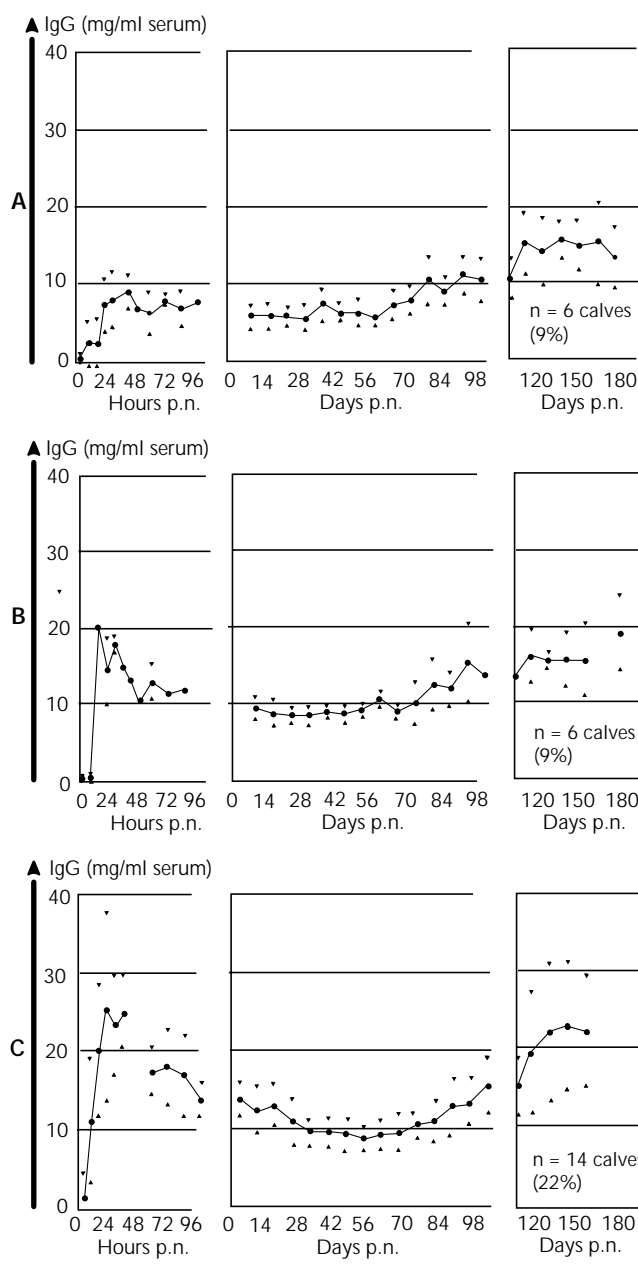 IgG (mg/ml serum)
40
30
20
10
0
A
0 24 48 72 96
Hours p.n.
0 14 28 42 56 70 84 98
Days p.n.
n = 6 calves
(9%)
120 150 180
Days p.n.
IgG (mg/ml serum)
40
30
20
10
0
B
0 24 48 72 96
Hours p.n.
0 14 28 42 56 74 84 98
Days p.n.
n = 6 calves
(9%)
120 150 180
Days p.n.
IgG (mg/ml serum)
40
30
20
10
0
C
0 24 48 72 96
Hours p.n.
0 14 28 42 56 70 84 98
Days p.n.
n = 14 calves
(22%)
120 150 180
Days p.n.